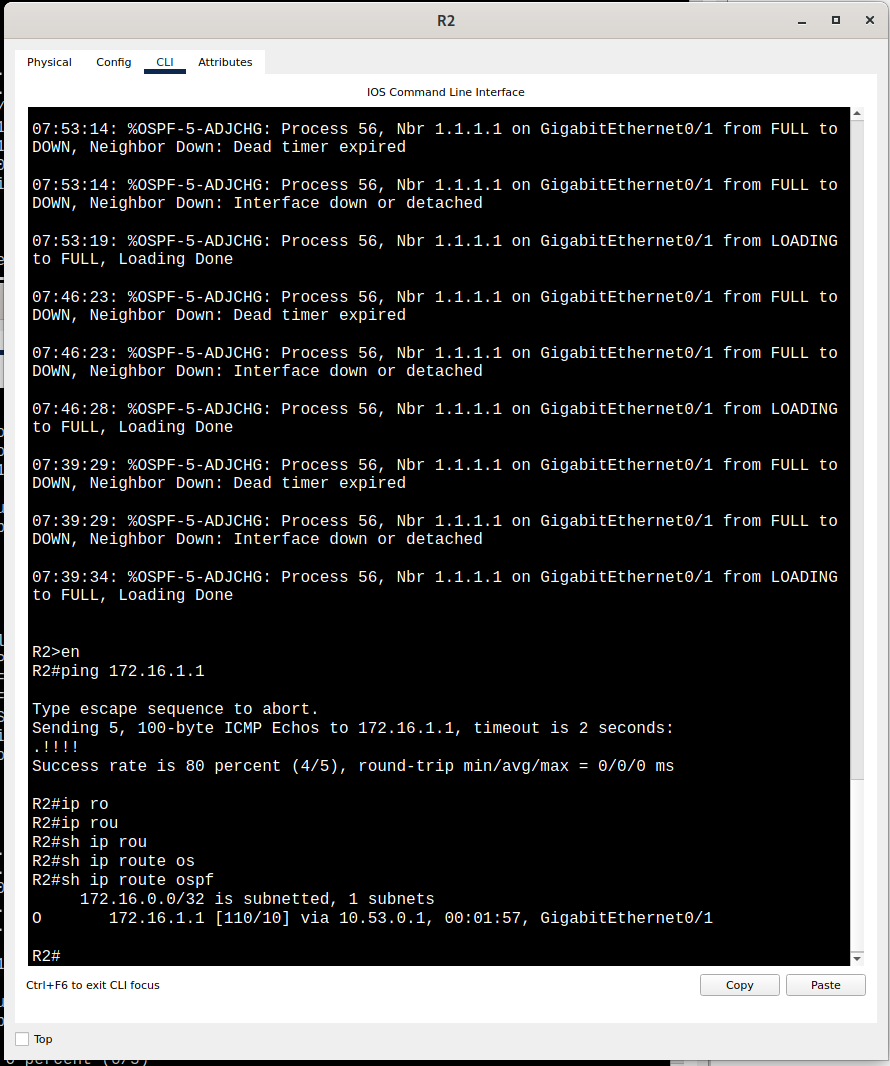 R2
Physical Config CLI Attributes
IOS Command Line Interface
07:53:14: %OSPF-5-ADJCHG: Process 56, Nbr 1.1.1.1 on GigabitEthernet0/1 from FULL to
DOWN, Neighbor Down: Dead timer expired
07:53:14: %OSPF-5-ADJCHG: Process 56, Nbr 1.1.1.1 on GigabitEthernet0/1 from FULL to
DOWN, Neighbor Down: Interface down or detached
07:53:19: %OSPF-5-ADJCHG: Process 56, Nbr 1.1.1.1 on GigabitEthernet0/1 from LOADING
to FULL, Loading Done
07:46:23: %OSPF-5-ADJCHG: Process 56, Nbr 1.1.1.1 on GigabitEthernet0/1 from FULL to
DOWN, Neighbor Down: Dead timer expired
07:46:23: %OSPF-5-ADJCHG: Process 56, Nbr 1.1.1.1 on GigabitEthernet0/1 from FULL to
DOWN, Neighbor Down: Interface down or detached
07:46:28: %OSPF-5-ADJCHG: Process 56, Nbr 1.1.1.1 on GigabitEthernet0/1 from LOADING
to FULL, Loading Done
07:39:29: %OSPF-5-ADJCHG: Process 56, Nbr 1.1.1.1 on GigabitEthernet0/1 from FULL to
DOWN, Neighbor Down: Dead timer expired
07:39:29: %OSPF-5-ADJCHG: Process 56, Nbr 1.1.1.1 on GigabitEthernet0/1 from FULL to
DOWN, Neighbor Down: Interface down or detached
07:39:34: %OSPF-5-ADJCHG: Process 56, Nbr 1.1.1.1 on GigabitEthernet0/1 from LOADING
to FULL, Loading Done
R2>en
R2#ping 172.16.1.1
Type escape sequence to abort.
Sending 5, 100-byte ICMP Echos to 172.16.1.1, timeout is 2 seconds:
.!!!!
Success rate is 80 percent (4/5), round-trip min/avg/max = 0/0/0 ms
R2#ip ro
R2#ip rou
R2#sh ip rou
R2#sh ip route os
R2#sh ip route ospf
172.16.0.0/32 is subnetted, 1 subnets
O 172.16.1.1 [110/10] via 10.53.0.1, 00:01:57, GigabitEthernet0/1
R2#
Ctrl+F6 to exit CLI focus
Copy Paste
Top